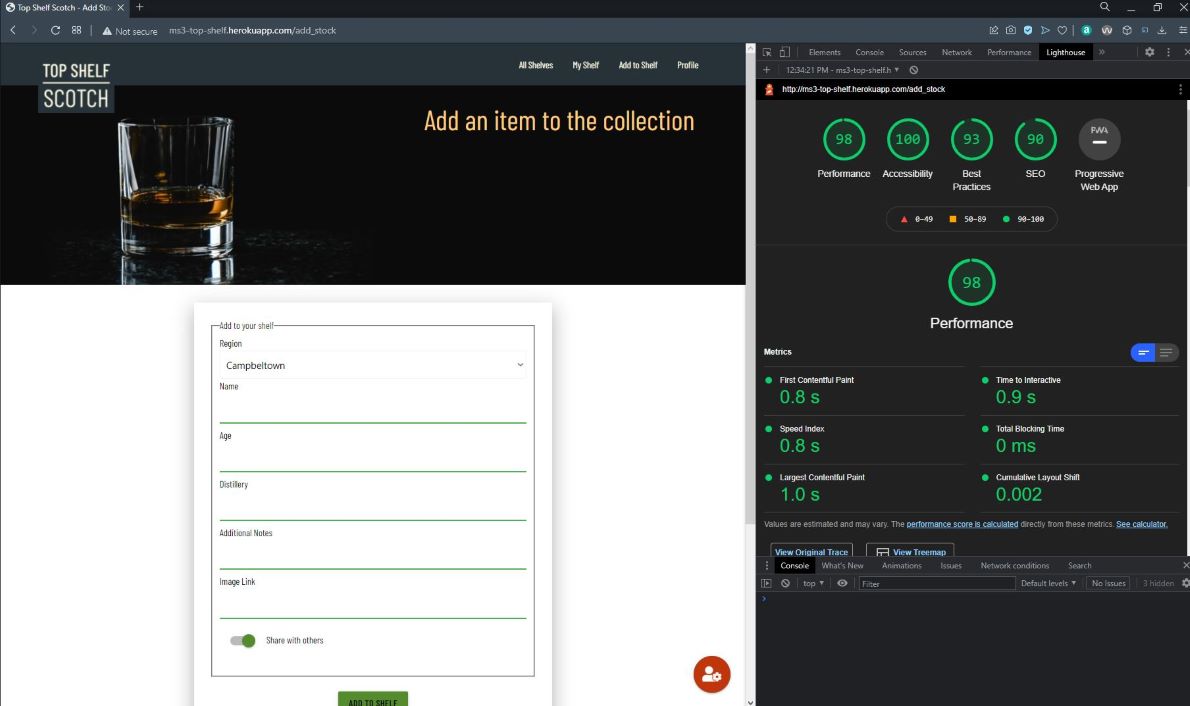 Top Shelf Scotch - Add Sto
Not secure
ms3-top-shelf.herokuapp.com/add_stock
TOP SHELF
SCOTCH
All Shelves
My Shelf
Add to Shelf
Profile
Add an item to the collection
Add to your shelf
Region
Campbeltown
Name
Age
Distillery
Additional Notes
Image Link
Share with others
ADD TO SHELF
Elements
Console
Sources
Network
Performance
Lighthouse
12:34:21 PM - ms3-top-shelf.h
http://ms3-top-shelf.herokuapp.com/add_stock
98
100
93
90
PWA
Performance
Accessibility
Best
Practices
SEO
Progressive
Web App
0-49
50-89
90-100
98
Performance
Metrics
First Contentful Paint
0.8 s
Time to Interactive
0.9 s
Speed Index
0.8 s
Total Blocking Time
0 ms
Largest Contentful Paint
1.0 s
Cumulative Layout Shift
0.002
Values are estimated and may vary. The performance score is calculated directly from these metrics. See calculator.
View Original Trace
View Treemap
Console
What's New
Animations
Issues
Network conditions
Search
top
Filter
Default levels
No Issues
3 hidden